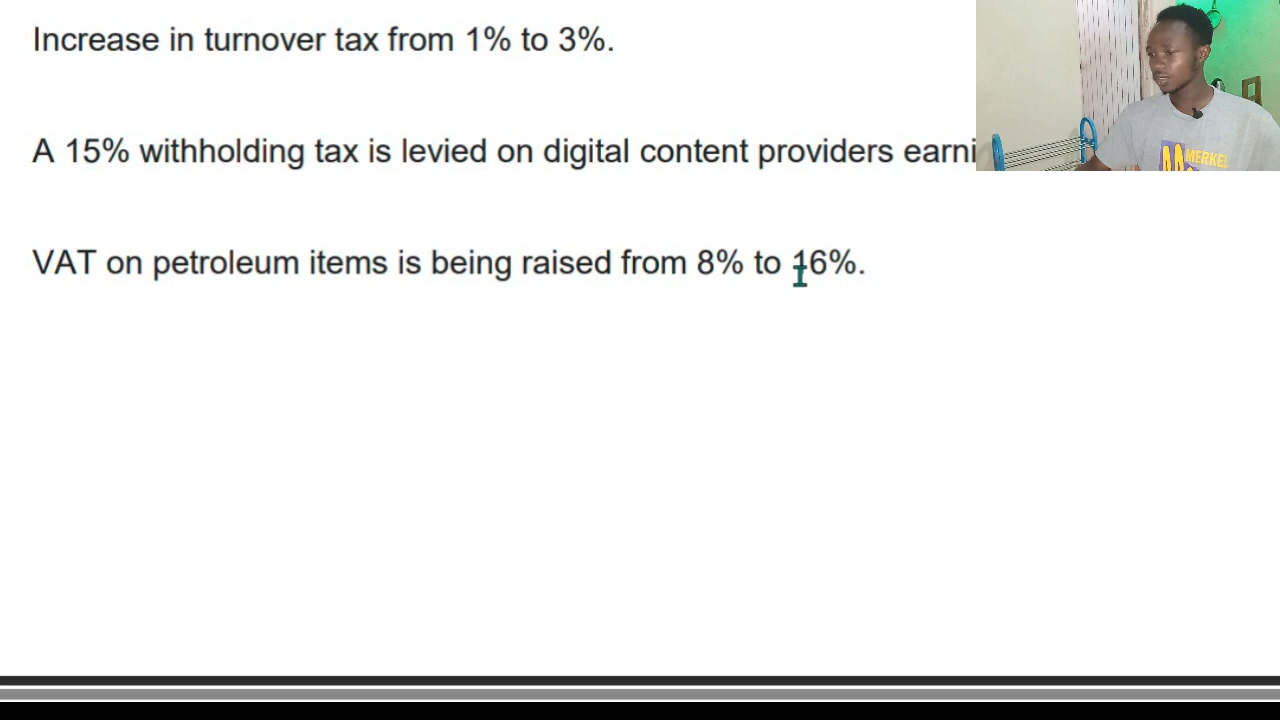 Increase in turnover tax from 1% to 3%.
A 15% withholding tax is levied on digital content providers earni
VAT on petroleum items is being raised from 8% to 16%.
MERKEL